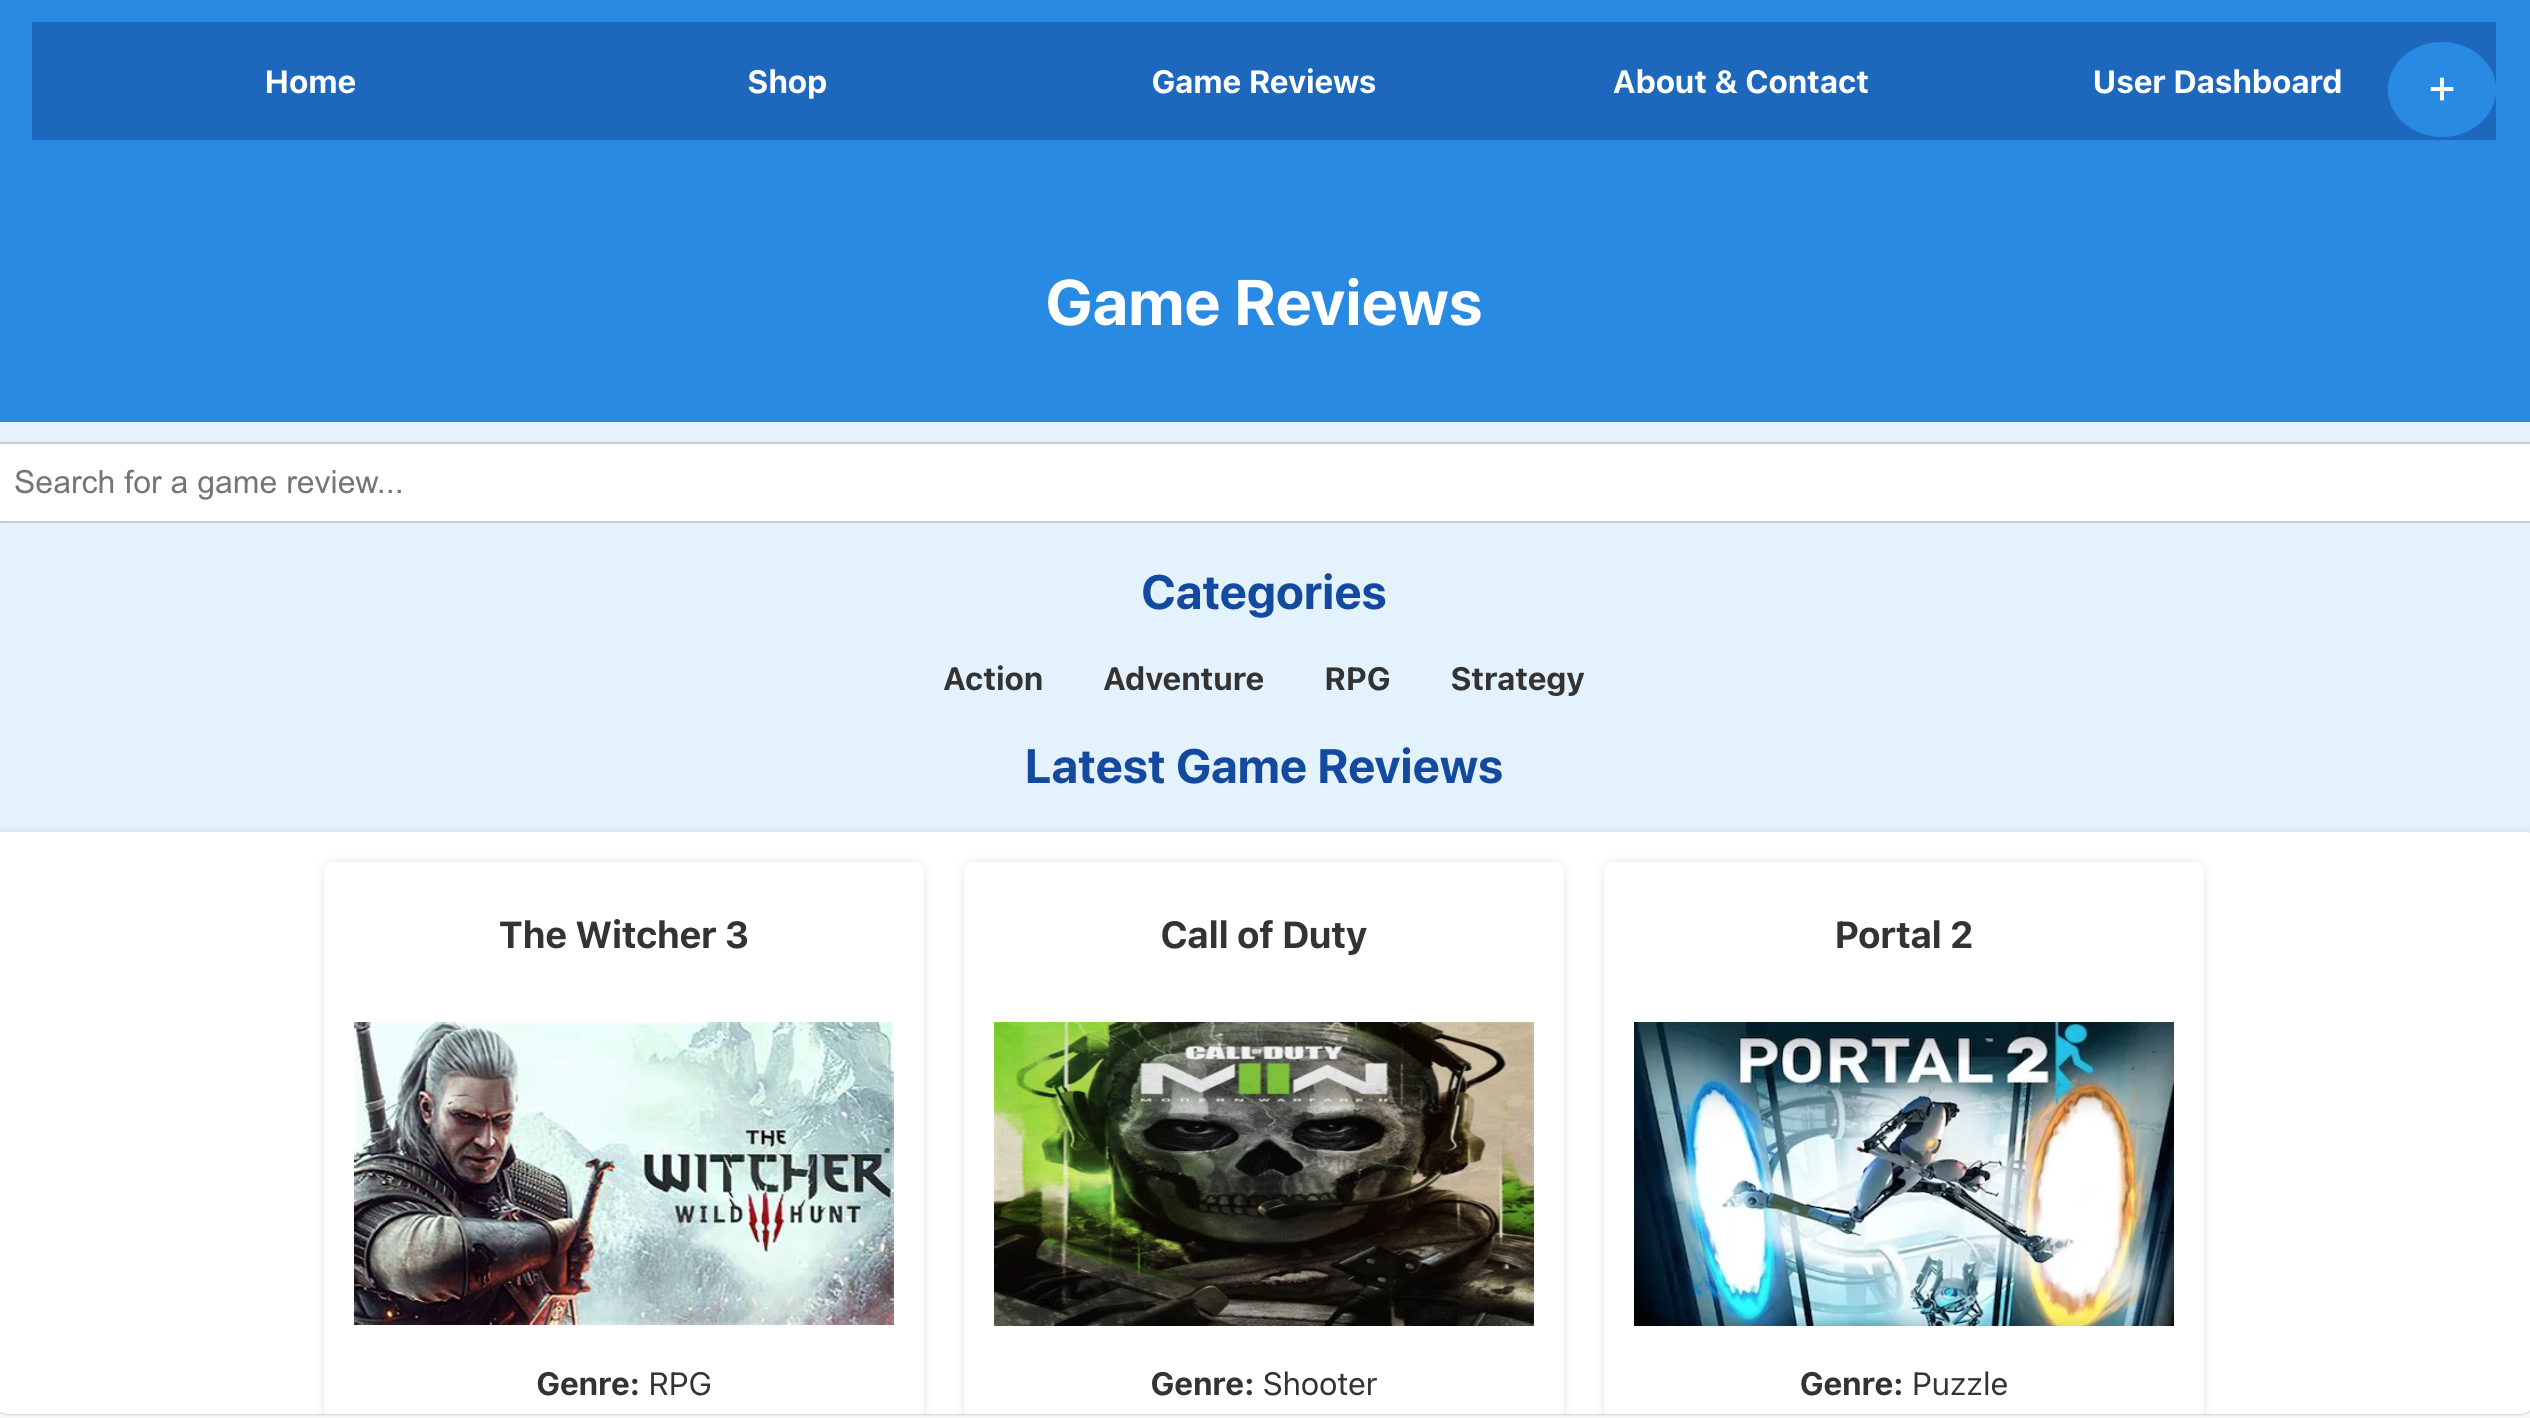 Home Shop Game Reviews About & Contact User Dashboard +
Game Reviews
Search for a game review...
Categories
Action Adventure RPG Strategy
Latest Game Reviews
The Witcher 3 Call of Duty Portal 2
THE
WITCHER
WILD HUNT
CALL OF DUTY
MWII
MODERN WARFARE II
PORTAL 2
Genre: RPG Genre: Shooter Genre: Puzzle